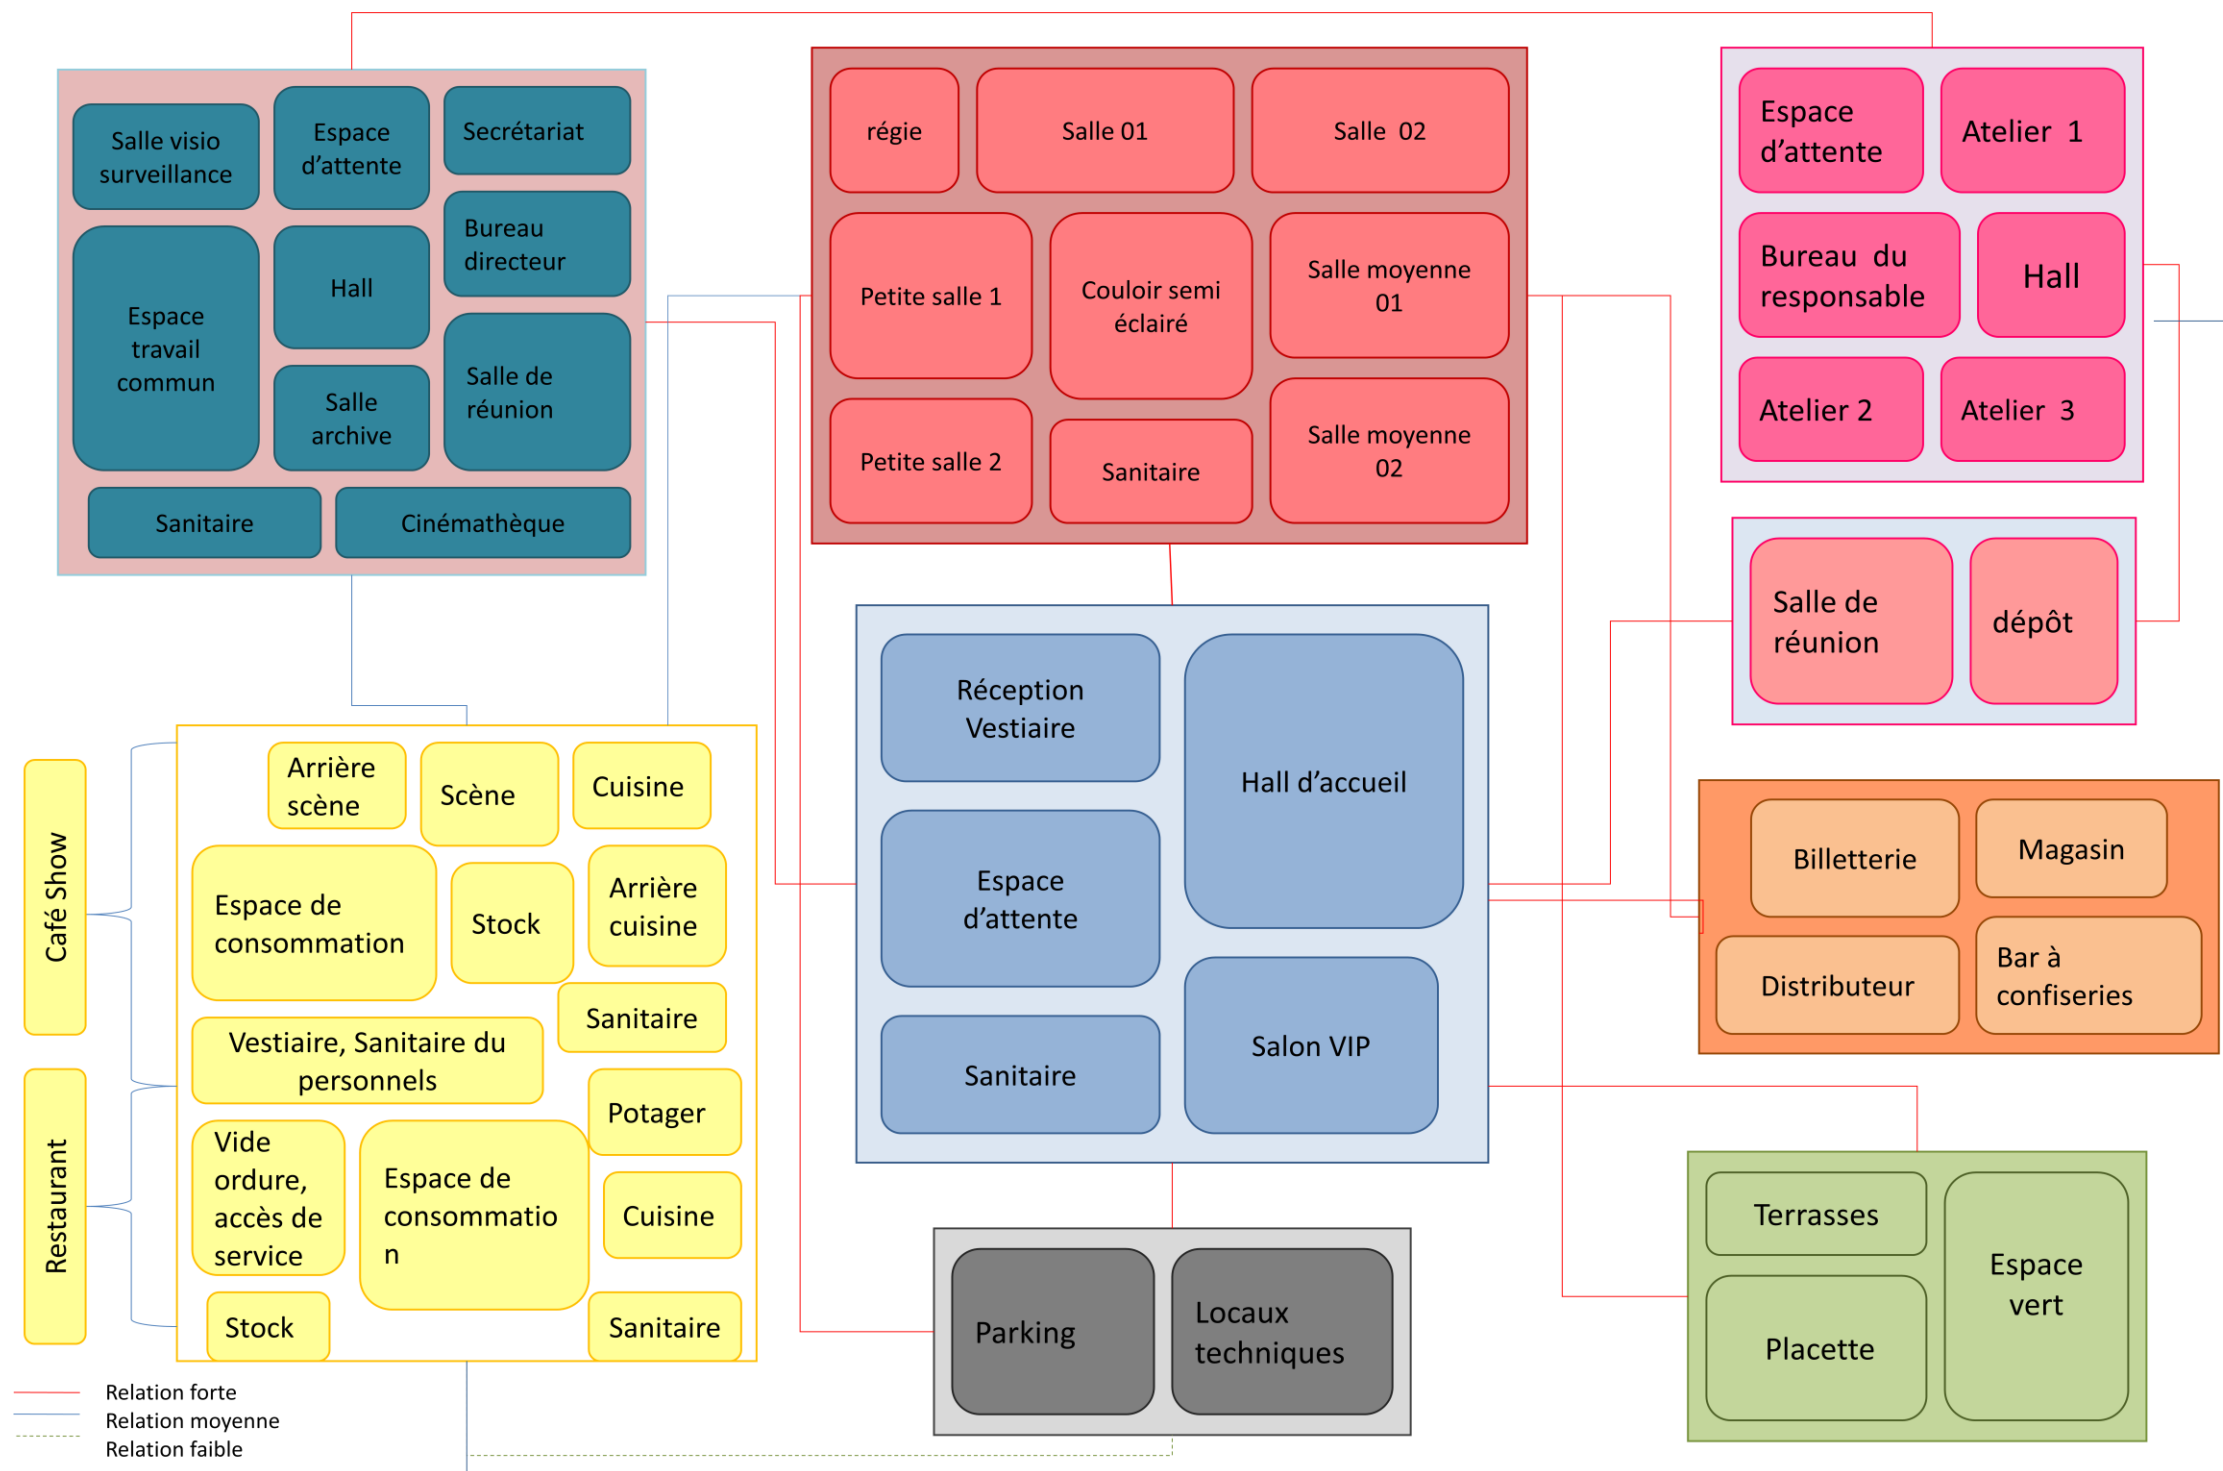 Salle visio
surveillance
Espace
d’attente
Secrétariat
Bureau
directeur
Espace
travail
commun
Hall
Salle
archive
Salle de
réunion
Sanitaire
Cinémathèque
régie
Salle 01
Salle  02
Petite salle 1
Couloir semi
éclairé
Salle moyenne
01
Petite salle 2
Sanitaire
Salle moyenne
02
Espace
d’attente
Atelier  1
Bureau  du
responsable
Hall
Atelier 2
Atelier  3
Salle de
réunion
dépôt
Réception
Vestiaire
Hall d’accueil
Espace
d’attente
Sanitaire
Salon VIP
Billetterie
Magasin
Distributeur
Bar à
confiseries
Café Show
Restaurant
Arrière
scène
Scène
Cuisine
Espace de
consommation
Stock
Arrière
cuisine
Sanitaire
Vestiaire, Sanitaire du
personnels
Potager
Vide
ordure,
accès de
service
Espace de
consommatio
n
Cuisine
Stock
Sanitaire
Parking
Locaux
techniques
Terrasses
Placette
Espace
vert
Relation forte
Relation moyenne
Relation faible